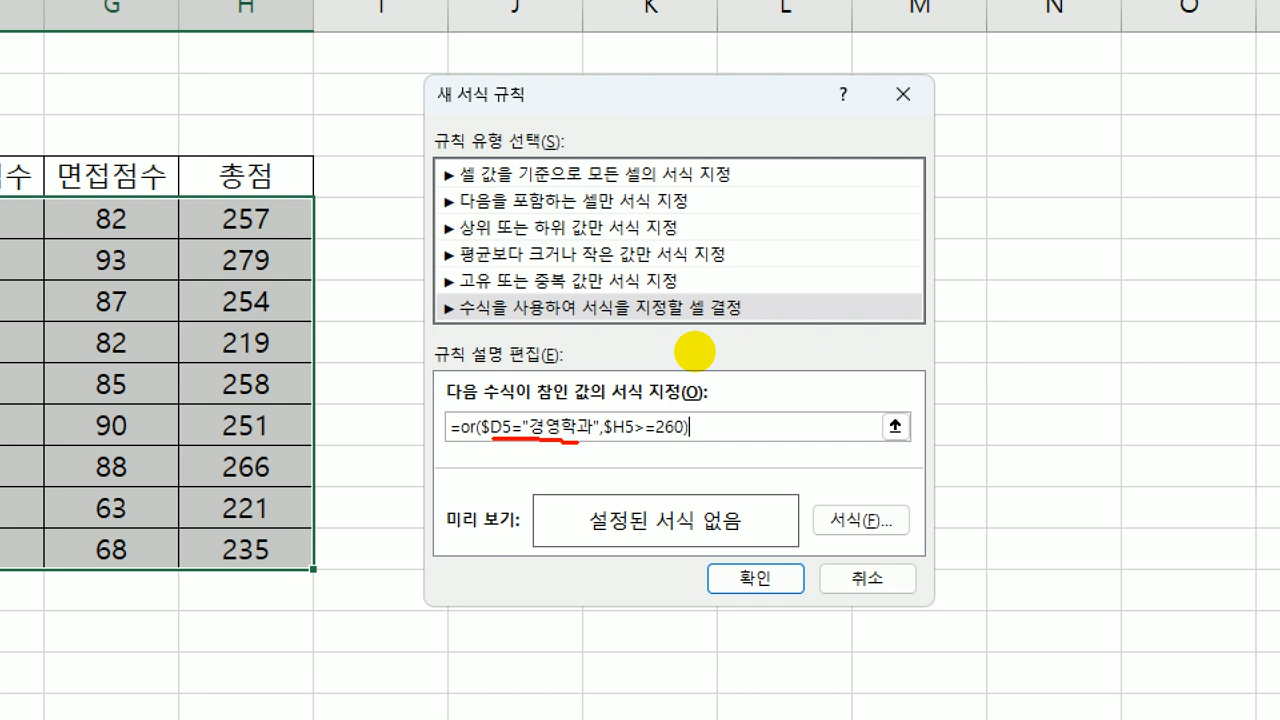 G H I J K L M N O
새 서식 규칙 ?
규칙 유형 선택(S):
► 셀 값을 기준으로 모든 셀의 서식 지정
► 다음을 포함하는 셀만 서식 지정
► 상위 또는 하위 값만 서식 지정
► 평균보다 크거나 작은 값만 서식 지정
► 고유 또는 중복 값만 서식 지정
► 수식을 사용하여 서식을 지정할 셀 결정
규칙 설명 편집(E):
다음 수식이 참인 값의 서식 지정(O):
=or($D5="경영학과",$H5>=260)
미리 보기: 설정된 서식 없음 서식(F)...
확인 취소
수 면접점수 총점
82 257
93 279
87 254
82 219
85 258
90 251
88 266
63 221
68 235